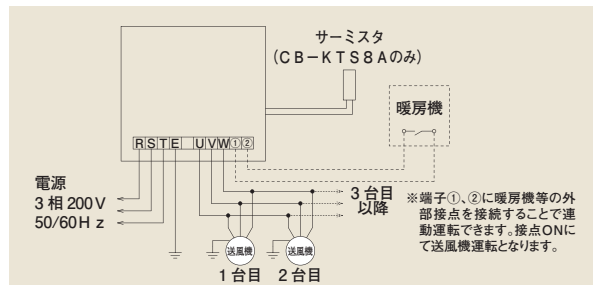 サーミスタ
(CB-KTS8Aのみ)
暖房機
RSTE UVW①②
電源
3相200V
50/60Hz
3台目
以降
送風機
送風機
1台目
2台目
※端子①、②に暖房機等の外
部接点を接続することで連
動運転できます。接点ONに
て送風機運転となります。